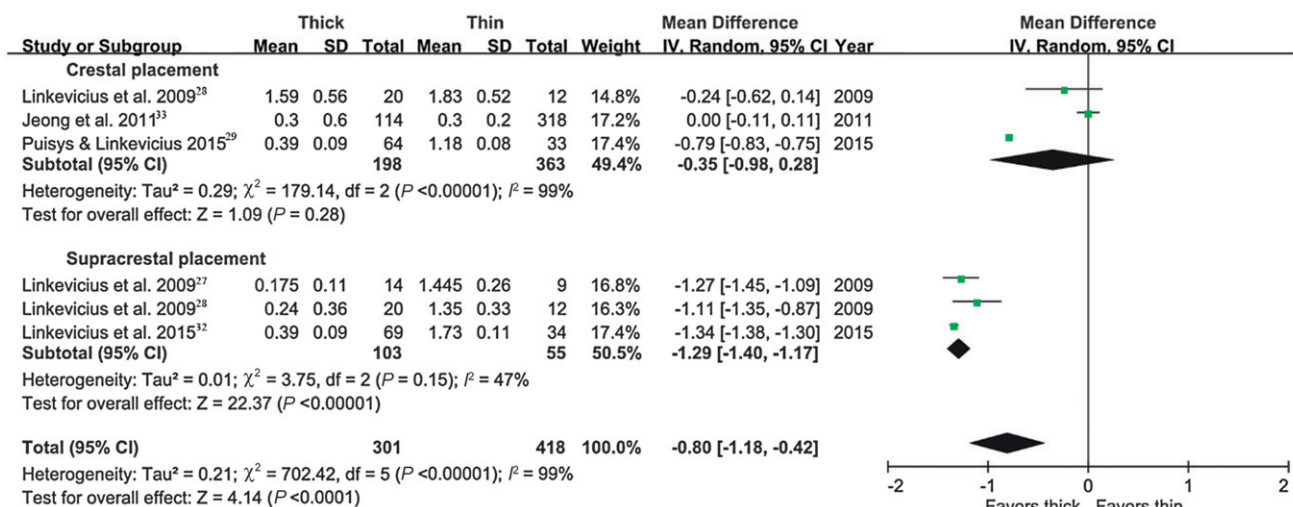 Thick Thin Mean Difference Mean Difference
Study or Subgroup Mean SD Total Mean SD Total Weight IV. Random. 95% CI Year IV. Random. 95% CI
Crestal placement
Linkevicius et al. 2009²⁸ 1.59 0.56 20 1.83 0.52 12 14.8% -0.24 [-0.62, 0.14] 2009
Jeong et al. 2011³³ 0.3 0.6 114 0.3 0.2 318 17.2% 0.00 [-0.11, 0.11] 2011
Puisys & Linkevicius 2015²⁹ 0.39 0.09 64 1.18 0.08 33 17.4% -0.79 [-0.83, -0.75] 2015
Subtotal (95% CI) 198 363 49.4% -0.35 [-0.98, 0.28]
Heterogeneity: Tau² = 0.29; χ² = 179.14, df = 2 (P <0.00001); I² = 99%
Test for overall effect: Z = 1.09 (P = 0.28)
Supracrestal placement
Linkevicius et al. 2009²⁷ 0.175 0.11 14 1.445 0.26 9 16.8% -1.27 [-1.45, -1.09] 2009
Linkevicius et al. 2009²⁸ 0.24 0.36 20 1.35 0.33 12 16.3% -1.11 [-1.35, -0.87] 2009
Linkevicius et al. 2015³² 0.39 0.09 69 1.73 0.11 34 17.4% -1.34 [-1.38, -1.30] 2015
Subtotal (95% CI) 103 55 50.5% -1.29 [-1.40, -1.17]
Heterogeneity: Tau² = 0.01; χ² = 3.75, df = 2 (P = 0.15); I² = 47%
Test for overall effect: Z = 22.37 (P <0.00001)
Total (95% CI) 301 418 100.0% -0.80 [-1.18, -0.42]
Heterogeneity: Tau² = 0.21; χ² = 702.42, df = 5 (P <0.00001); I² = 99%
Test for overall effect: Z = 4.14 (P <0.0001)
-2 -1 0 1 2
Favors thick Favors thin